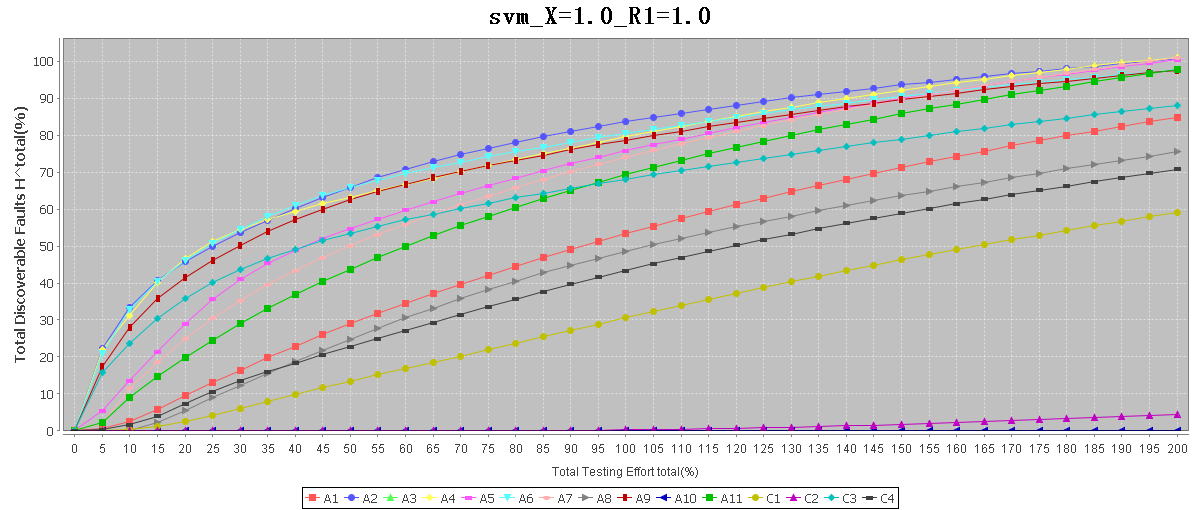 svm_X=1.0_R1=1.0
Total Discoverable Faults H^total(%)
100
90
80
70
60
50
40
30
20
10
0
0 5 10 15 20 25 30 35 40 45 50 55 60 65 70 75 80 85 90 95 100 105 110 115 120 125 130 135 140 145 150 155 160 165 170 175 180 185 190 195 200
Total Testing Effort total(%)
A1 A2 A3 A4 A5 A6 A7 A8 A9 A10 A11 C1 C2 C3 C4